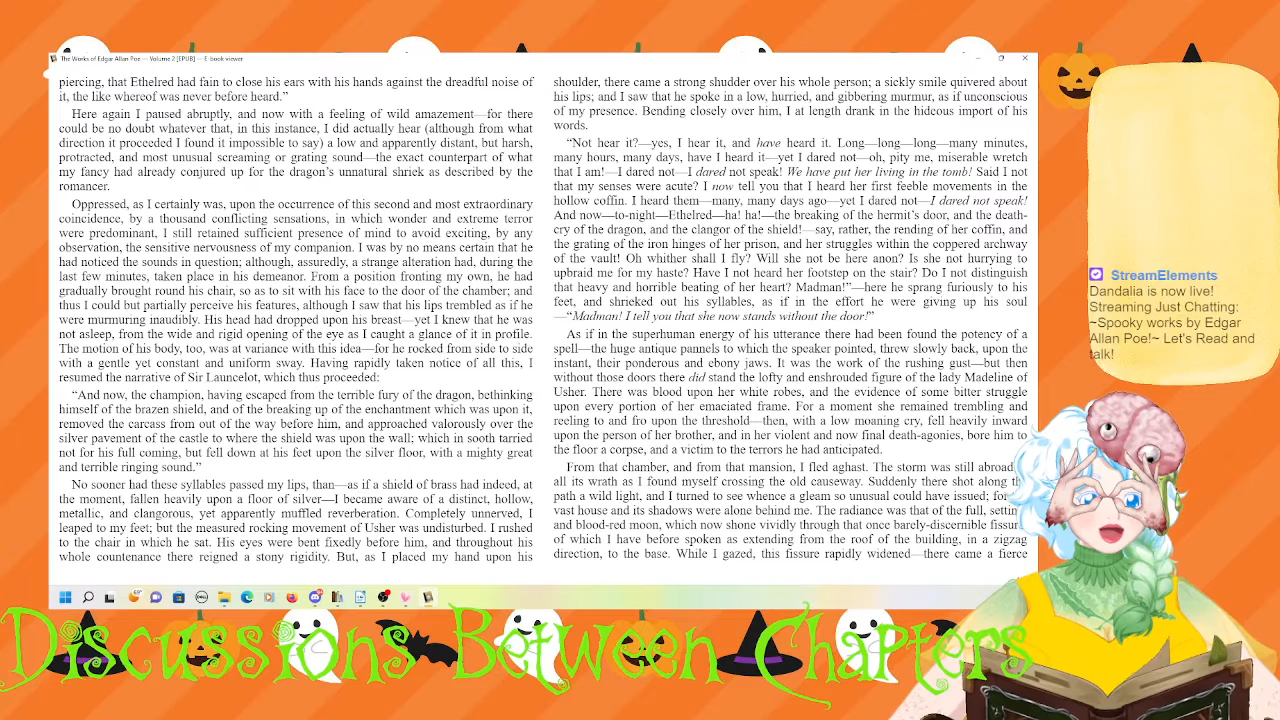 The Works of Edgar Allan Poe — Volume 2 [EPUB] — E-book viewer
piercing, that Ethelred had fain to close his ears with his hands against the dreadful noise of
it, the like whereof was never before heard.”
Here again I paused abruptly, and now with a feeling of wild amazement—for there
could be no doubt whatever that, in this instance, I did actually hear (although from what
direction it proceeded I found it impossible to say) a low and apparently distant, but harsh,
protracted, and most unusual screaming or grating sound—the exact counterpart of what
my fancy had already conjured up for the dragon’s unnatural shriek as described by the
romancer.
Oppressed, as I certainly was, upon the occurrence of this second and most extraordinary
coincidence, by a thousand conflicting sensations, in which wonder and extreme terror
were predominant, I still retained sufficient presence of mind to avoid exciting, by any
observation, the sensitive nervousness of my companion. I was by no means certain that he
had noticed the sounds in question; although, assuredly, a strange alteration had, during the
last few minutes, taken place in his demeanor. From a position fronting my own, he had
gradually brought round his chair, so as to sit with his face to the door of the chamber; and
thus I could but partially perceive his features, although I saw that his lips trembled as if he
were murmuring inaudibly. His head had dropped upon his breast—yet I knew that he was
not asleep, from the wide and rigid opening of the eye as I caught a glance of it in profile.
The motion of his body, too, was at variance with this idea—for he rocked from side to side
with a gentle yet constant and uniform sway. Having rapidly taken notice of all this, I
resumed the narrative of Sir Launcelot, which thus proceeded:
“And now, the champion, having escaped from the terrible fury of the dragon, bethinking
himself of the brazen shield, and of the breaking up of the enchantment which was upon it,
removed the carcass from out of the way before him, and approached valorously over the
silver pavement of the castle to where the shield was upon the wall; which in sooth tarried
not for his full coming, but fell down at his feet upon the silver floor, with a mighty great
and terrible ringing sound.”
No sooner had these syllables passed my lips, than—as if a shield of brass had indeed, at
the moment, fallen heavily upon a floor of silver—I became aware of a distinct, hollow,
metallic, and clangorous, yet apparently muffled reverberation. Completely unnerved, I
leaped to my feet; but the measured rocking movement of Usher was undisturbed. I rushed
to the chair in which he sat. His eyes were bent fixedly before him, and throughout his
whole countenance there reigned a stony rigidity. But, as I placed my hand upon his
shoulder, there came a strong shudder over his whole person; a sickly smile quivered about
his lips; and I saw that he spoke in a low, hurried, and gibbering murmur, as if unconscious
of my presence. Bending closely over him, I at length drank in the hideous import of his
words.
“Not hear it?—yes, I hear it, and have heard it. Long—long—long—many minutes,
many hours, many days, have I heard it—yet I dared not—oh, pity me, miserable wretch
that I am!—I dared not—I dared not speak! We have put her living in the tomb! Said I not
that my senses were acute? I now tell you that I heard her first feeble movements in the
hollow coffin. I heard them—many, many days ago—yet I dared not—I dared not speak!
And now—to-night—Ethelred—ha! ha!—the breaking of the hermit’s door, and the death-
cry of the dragon, and the clangor of the shield!—say, rather, the rending of her coffin, and
the grating of the iron hinges of her prison, and her struggles within the coppered archway
of the vault! Oh whither shall I fly? Will she not be here anon? Is she not hurrying to
upbraid me for my haste? Have I not heard her footstep on the stair? Do I not distinguish
that heavy and horrible beating of her heart? Madman!”—here he sprang furiously to his
feet, and shrieked out his syllables, as if in the effort he were giving up his soul
—“Madman! I tell you that she now stands without the door!”
As if in the superhuman energy of his utterance there had been found the potency of a
spell—the huge antique pannels to which the speaker pointed, threw slowly back, upon the
instant, their ponderous and ebony jaws. It was the work of the rushing gust—but then
without those doors there did stand the lofty and enshrouded figure of the lady Madeline of
Usher. There was blood upon her white robes, and the evidence of some bitter struggle
upon every portion of her emaciated frame. For a moment she remained trembling and
reeling to and fro upon the threshold—then, with a low moaning cry, fell heavily inward
upon the person of her brother, and in her violent and now final death-agonies, bore him to
the floor a corpse, and a victim to the terrors he had anticipated.
From that chamber, and from that mansion, I fled aghast. The storm was still abroad
all its wrath as I found myself crossing the old causeway. Suddenly there shot along
path a wild light, and I turned to see whence a gleam so unusual could have issued;
vast house and its shadows were alone behind me. The radiance was that of the full,
and blood-red moon, which now shone vividly through that once barely-discernible
of which I have before spoken as extending from the roof of the building, in a zigzag
direction, to the base. While I gazed, this fissure rapidly widened—there came a fierce
StreamElements
Dandalia is now live!
Streaming Just Chatting:
~Spooky works by Edgar
Allan Poe!~ Let's Read and
talk!
Discussions Between Chapters